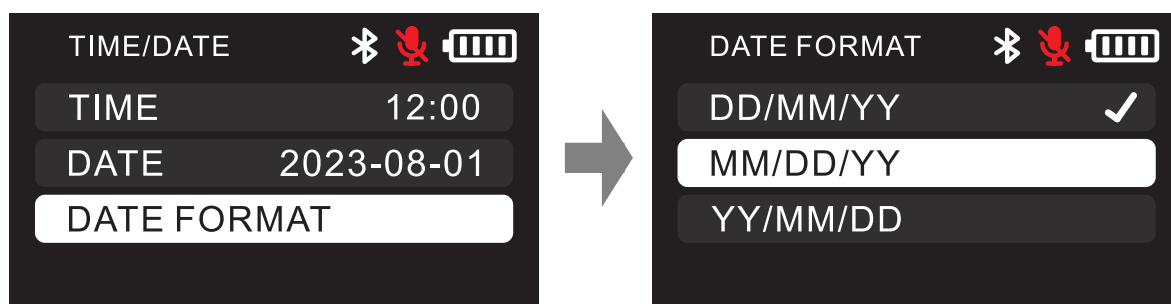 TIME/DATE
TIME 12:00
DATE 2023-08-01
DATE FORMAT
DATE FORMAT
DD/MM/YY
MM/DD/YY
YY/MM/DD